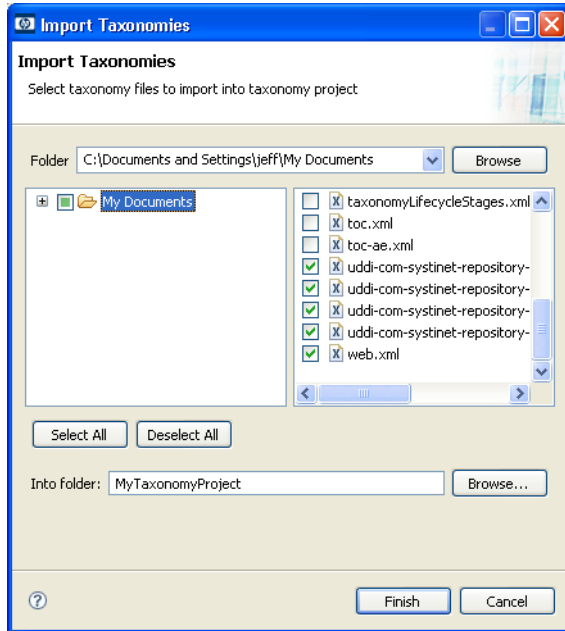 Import Taxonomies
Import Taxonomies
Select taxonomy files to import into taxonomy project
Folder C:\Documents and Settings\jeff\My Documents Browse
My Documents
taxonomyLifecycleStages.xml
toc.xml
toc-ae.xml
uddi-com-systinet-repository-
uddi-com-systinet-repository-
uddi-com-systinet-repository-
uddi-com-systinet-repository-
web.xml
Select All Deselect All
Into folder: MyTaxonomyProject Browse...
Finish Cancel